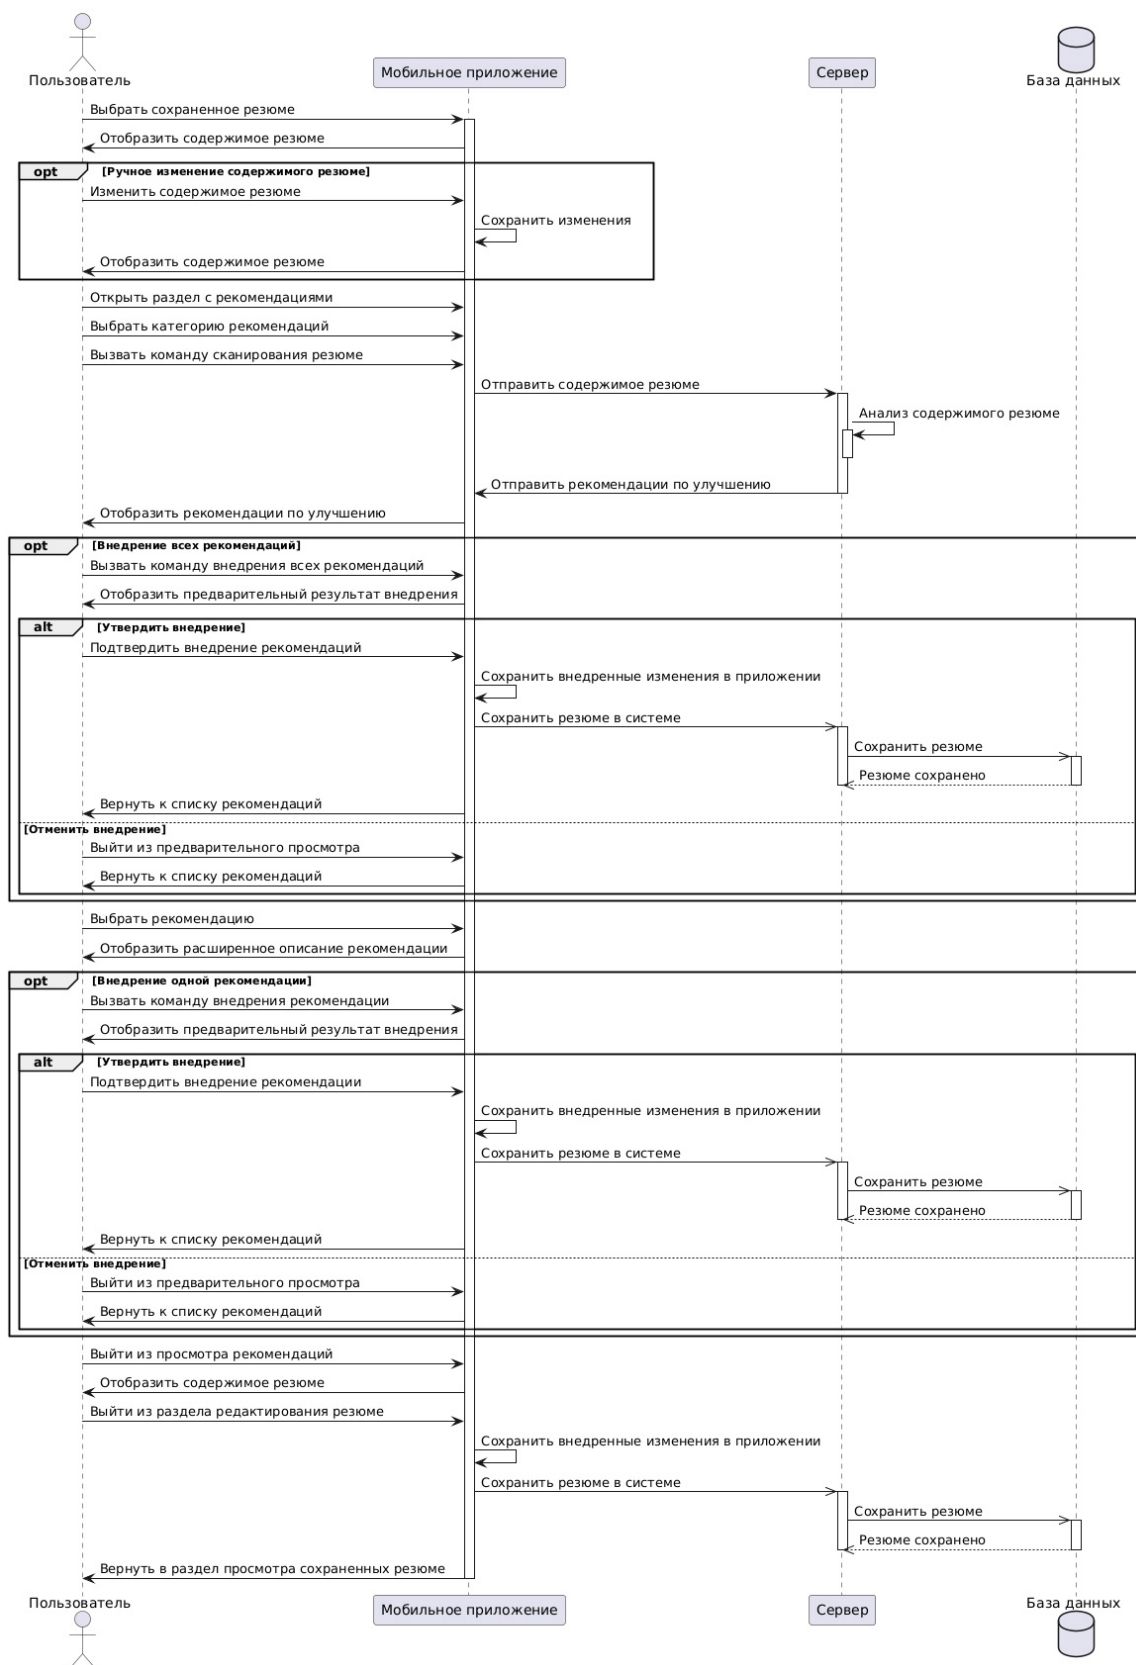 Пользователь
Мобильное приложение
Сервер
База данных
Выбрать сохраненное резюме
Отобразить содержимое резюме
opt
[Ручное изменение содержимого резюме]
Изменить содержимое резюме
Сохранить изменения
Отобразить содержимое резюме
Открыть раздел с рекомендациями
Выбрать категорию рекомендаций
Вызвать команду сканирования резюме
Отправить содержимое резюме
Анализ содержимого резюме
Отправить рекомендации по улучшению
Отобразить рекомендации по улучшению
opt
[Внедрение всех рекомендаций]
Вызвать команду внедрения всех рекомендаций
Отобразить предварительный результат внедрения
alt
[Утвердить внедрение]
Подтвердить внедрение рекомендаций
Сохранить внедренные изменения в приложении
Сохранить резюме в системе
Сохранить резюме
Резюме сохранено
Вернуть к списку рекомендаций
[Отменить внедрение]
Выйти из предварительного просмотра
Вернуть к списку рекомендаций
Выбрать рекомендацию
Отобразить расширенное описание рекомендации
opt
[Внедрение одной рекомендации]
Вызвать команду внедрения рекомендации
Отобразить предварительный результат внедрения
alt
[Утвердить внедрение]
Подтвердить внедрение рекомендации
Сохранить внедренные изменения в приложении
Сохранить резюме в системе
Сохранить резюме
Резюме сохранено
Вернуть к списку рекомендаций
[Отменить внедрение]
Выйти из предварительного просмотра
Вернуть к списку рекомендаций
Выйти из просмотра рекомендаций
Отобразить содержимое резюме
Выйти из раздела редактирования резюме
Сохранить внедренные изменения в приложении
Сохранить резюме в системе
Сохранить резюме
Резюме сохранено
Вернуть в раздел просмотра сохраненных резюме
Пользователь
Мобильное приложение
Сервер
База данных